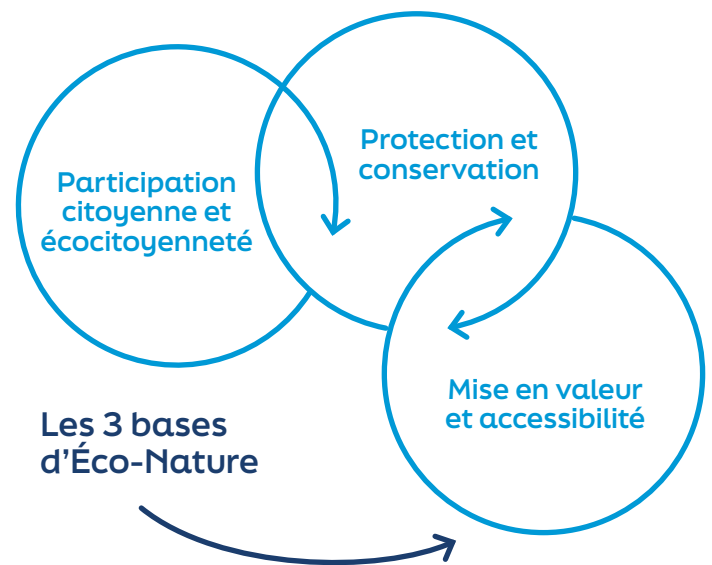 Participation
citoyenne et
écocitoyenneté
Protection et
conservation
Mise en valeur
et accessibilité
Les 3 bases
d'Éco-Nature